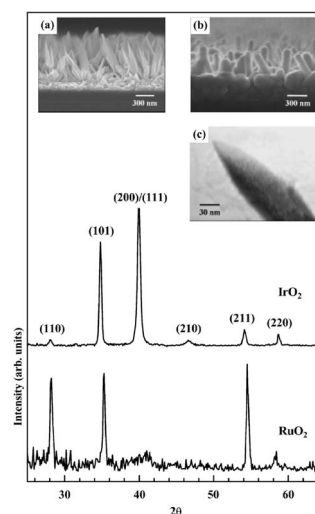 (a)
300 nm
(b)
300 nm
(c)
30 nm
(200)/(111)
(101)
(110)
(210)
(211)
(220)
IrO2
RuO2
Intensity (arb. units)
30
40
50
60
2θ